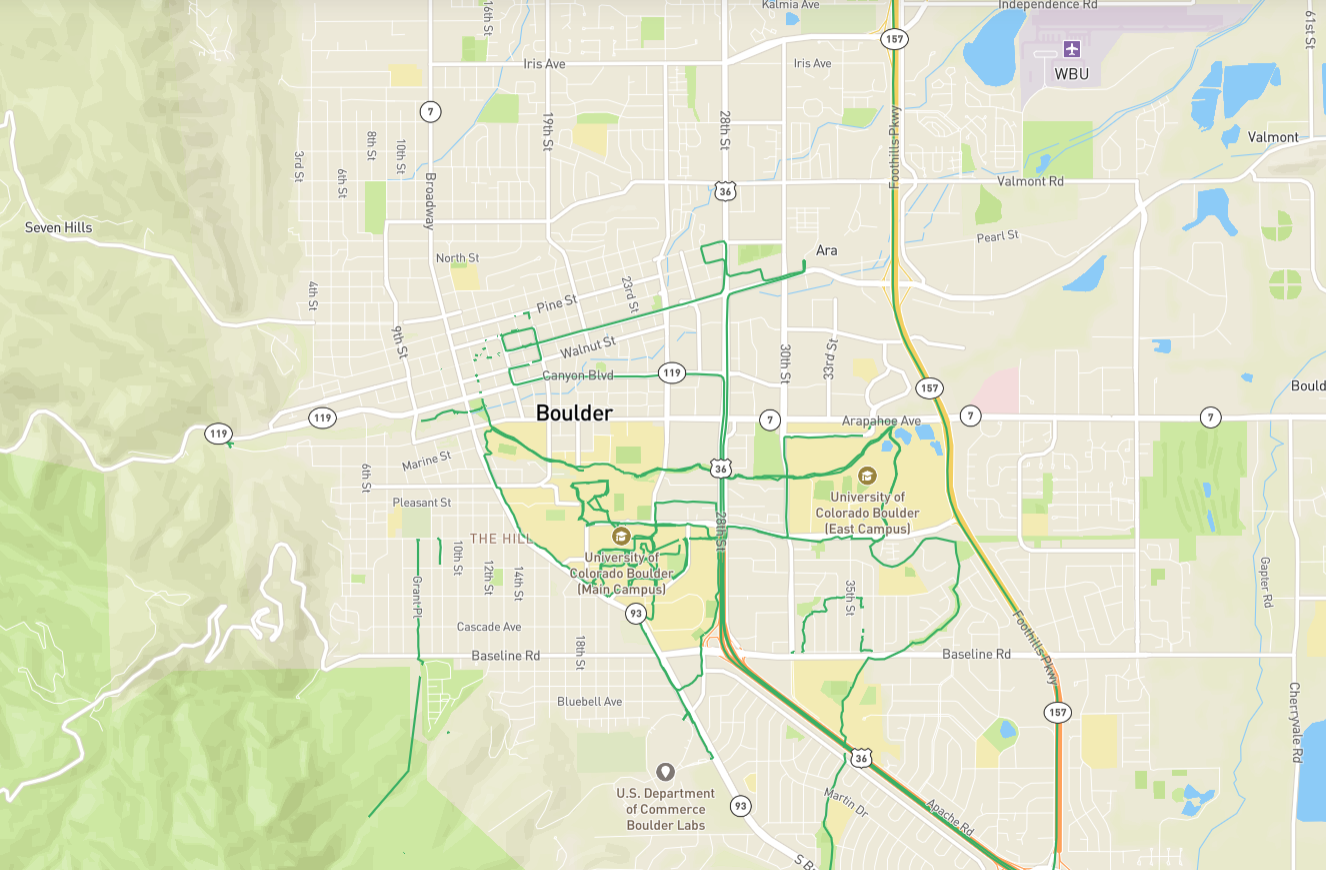 16th St
Kalmia Ave
Independence Rd
61st St
157
Iris Ave
Iris Ave
WBU
7
28th St
19th St
Foothills Pkwy
8th St
10th St
Valmont
3rd St
6th St
Broadway
36
Valmont Rd
Seven Hills
North St
Ara
Pearl St
4th St
23rd St
Pine St
9th St
Walnut St
30th St
33rd St
Canyon Blvd
119
157
Bould
119
119
Boulder
7
Arapahoe Ave
7
7
Marine St
6th St
36
University of
Colorado Boulder
(East Campus)
Pleasant St
28th St
THE HILL
10th St
12th St
14th St
University of
Colorado Boulder
(Main Campus)
Grant Pl
35th St
Gapter Rd
93
Cascade Ave
18th St
Baseline Rd
Baseline Rd
Foothills Pkwy
Bluebell Ave
157
Cherryvale Rd
36
U.S. Department
of Commerce
Boulder Labs
93
Martin Dr
Apache Rd
S B